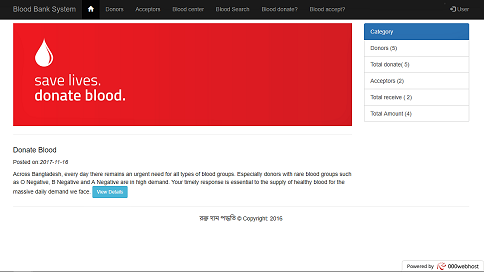 Blood Bank System Donors Acceptors Blood center Blood Search Blood donate? Blood accept? User
save lives.
donate blood.
Category
Donors (5)
Total donate( 5)
Acceptors (2)
Total receive ( 2)
Total Amount (4)
Donate Blood
Posted on 2017-11-16
Across Bangladesh, every day there remains an urgent need for all types of blood groups. Especially donors with rare blood groups such
as O Negative, B Negative and A Negative are in high demand. Your timely response is essential to the supply of healthy blood for the
massive daily demand we face. View Details
রক্ত দান পদ্ধতি © Copyright: 2016
Powered by 000webhost